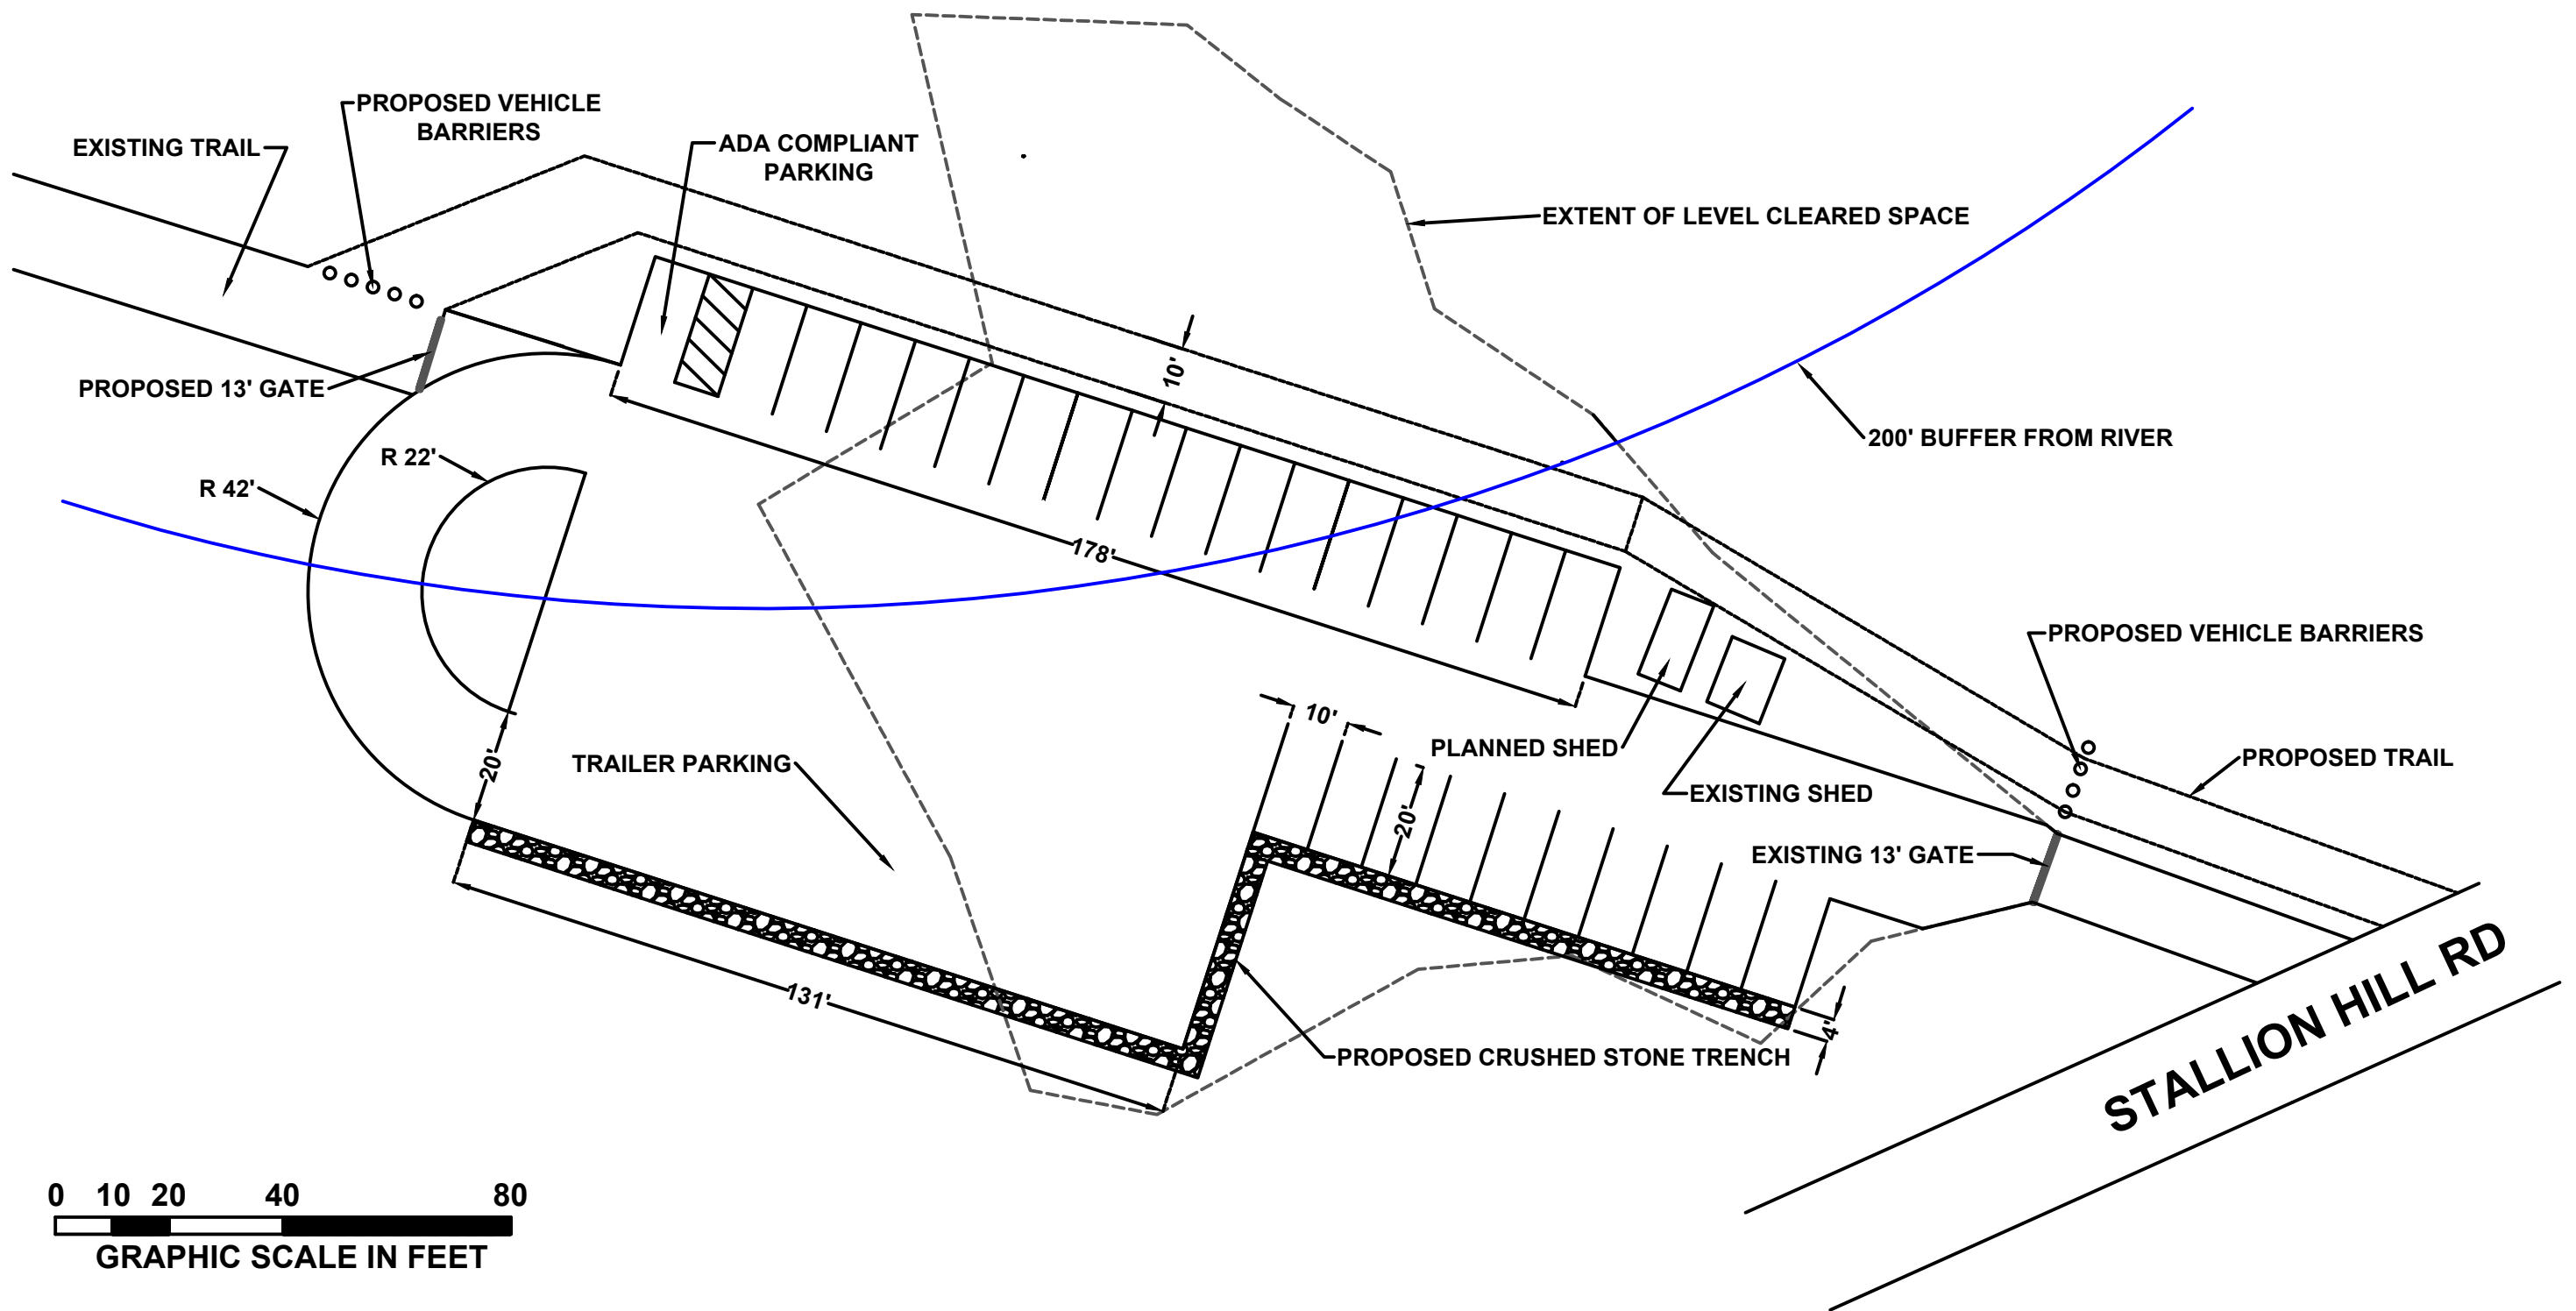 PROPOSED VEHICLE
BARRIERS
EXISTING TRAIL
ADA COMPLIANT
PARKING
EXTENT OF LEVEL CLEARED SPACE
10'
PROPOSED 13' GATE
200' BUFFER FROM RIVER
R 22'
R 42'
178'
PROPOSED VEHICLE BARRIERS
10'
PLANNED SHED
PROPOSED TRAIL
TRAILER PARKING
20'
EXISTING SHED
20'
EXISTING 13' GATE
131'
4'
PROPOSED CRUSHED STONE TRENCH
STALLION HILL RD
0 10 20 40 80
GRAPHIC SCALE IN FEET